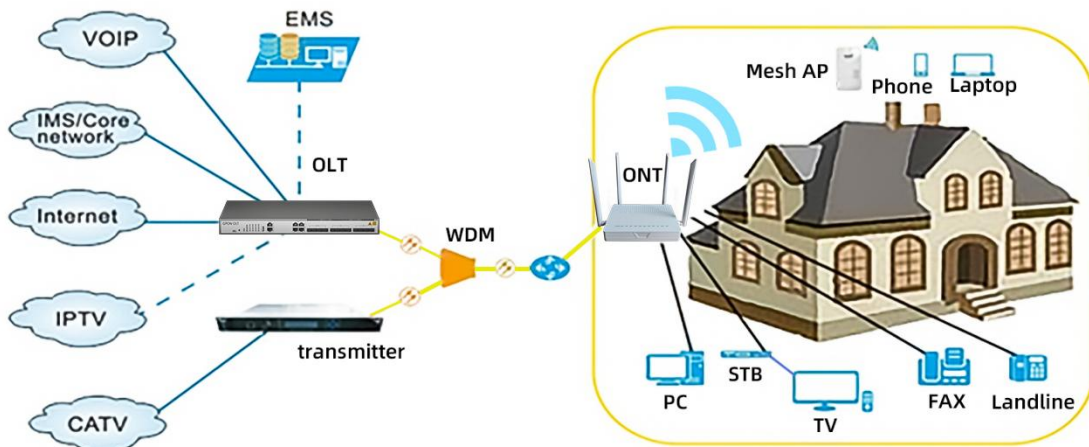 VOIP
EMS
IMS/Core
network
OLT
Internet
WDM
IPTV
transmitter
CATV
Mesh AP
Phone
Laptop
ONT
PC
STB
TV
FAX
Landline